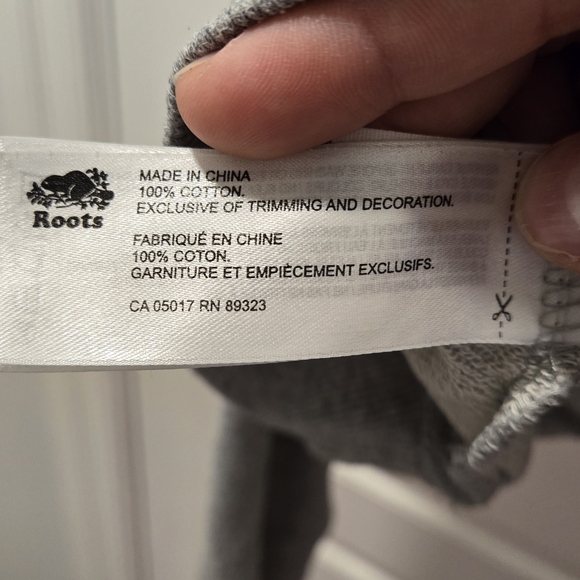 Roots
MADE IN CHINA
100% COTTON.
EXCLUSIVE OF TRIMMING AND DECORATION.
FABRIQUÉ EN CHINE
100% COTON.
GARNITURE ET EMPIÈCEMENT EXCLUSIFS.
CA 05017 RN 89323